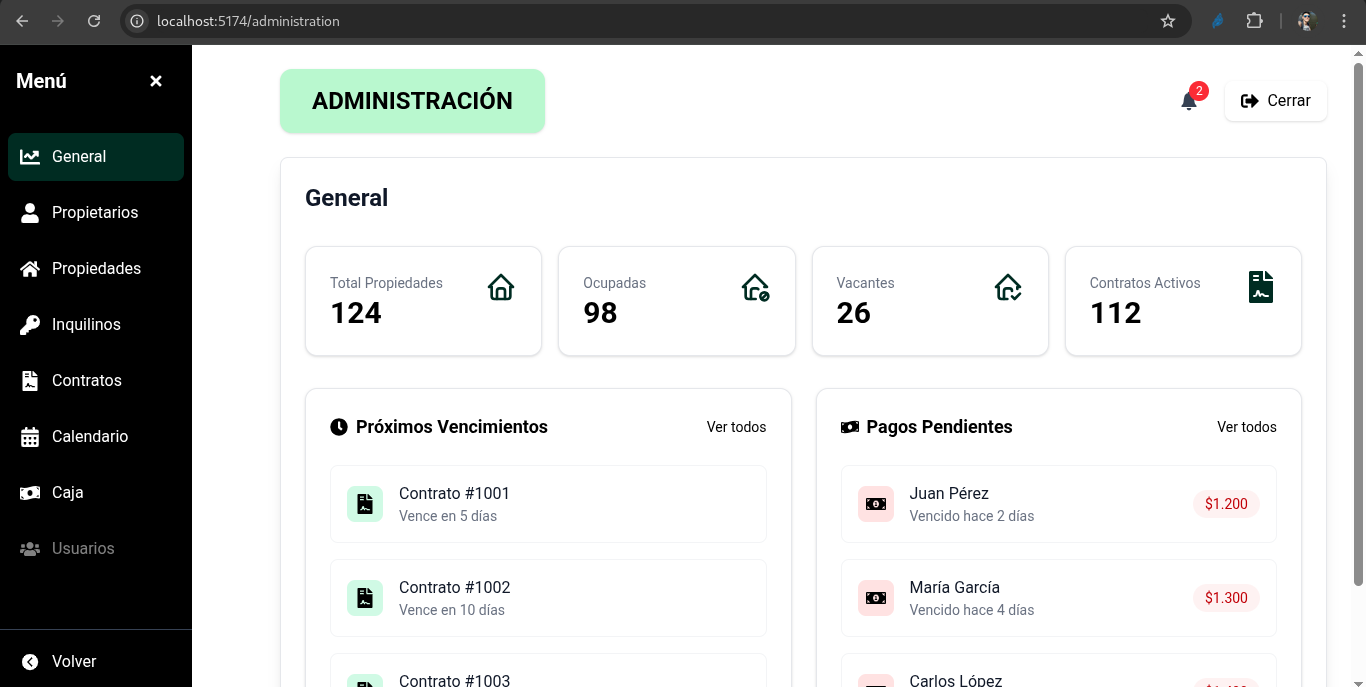 localhost:5174/administration
Menú
General
Propietarios
Propiedades
Inquilinos
Contratos
Calendario
Caja
Usuarios
Volver
ADMINISTRACIÓN
2
Cerrar
General
Total Propiedades
124
Ocupadas
98
Vacantes
26
Contratos Activos
112
Próximos Vencimientos
Ver todos
Contrato #1001
Vence en 5 días
Contrato #1002
Vence en 10 días
Contrato #1003
Pagos Pendientes
Ver todos
Juan Pérez
Vencido hace 2 días
$1.200
María García
Vencido hace 4 días
$1.300
Carlos López